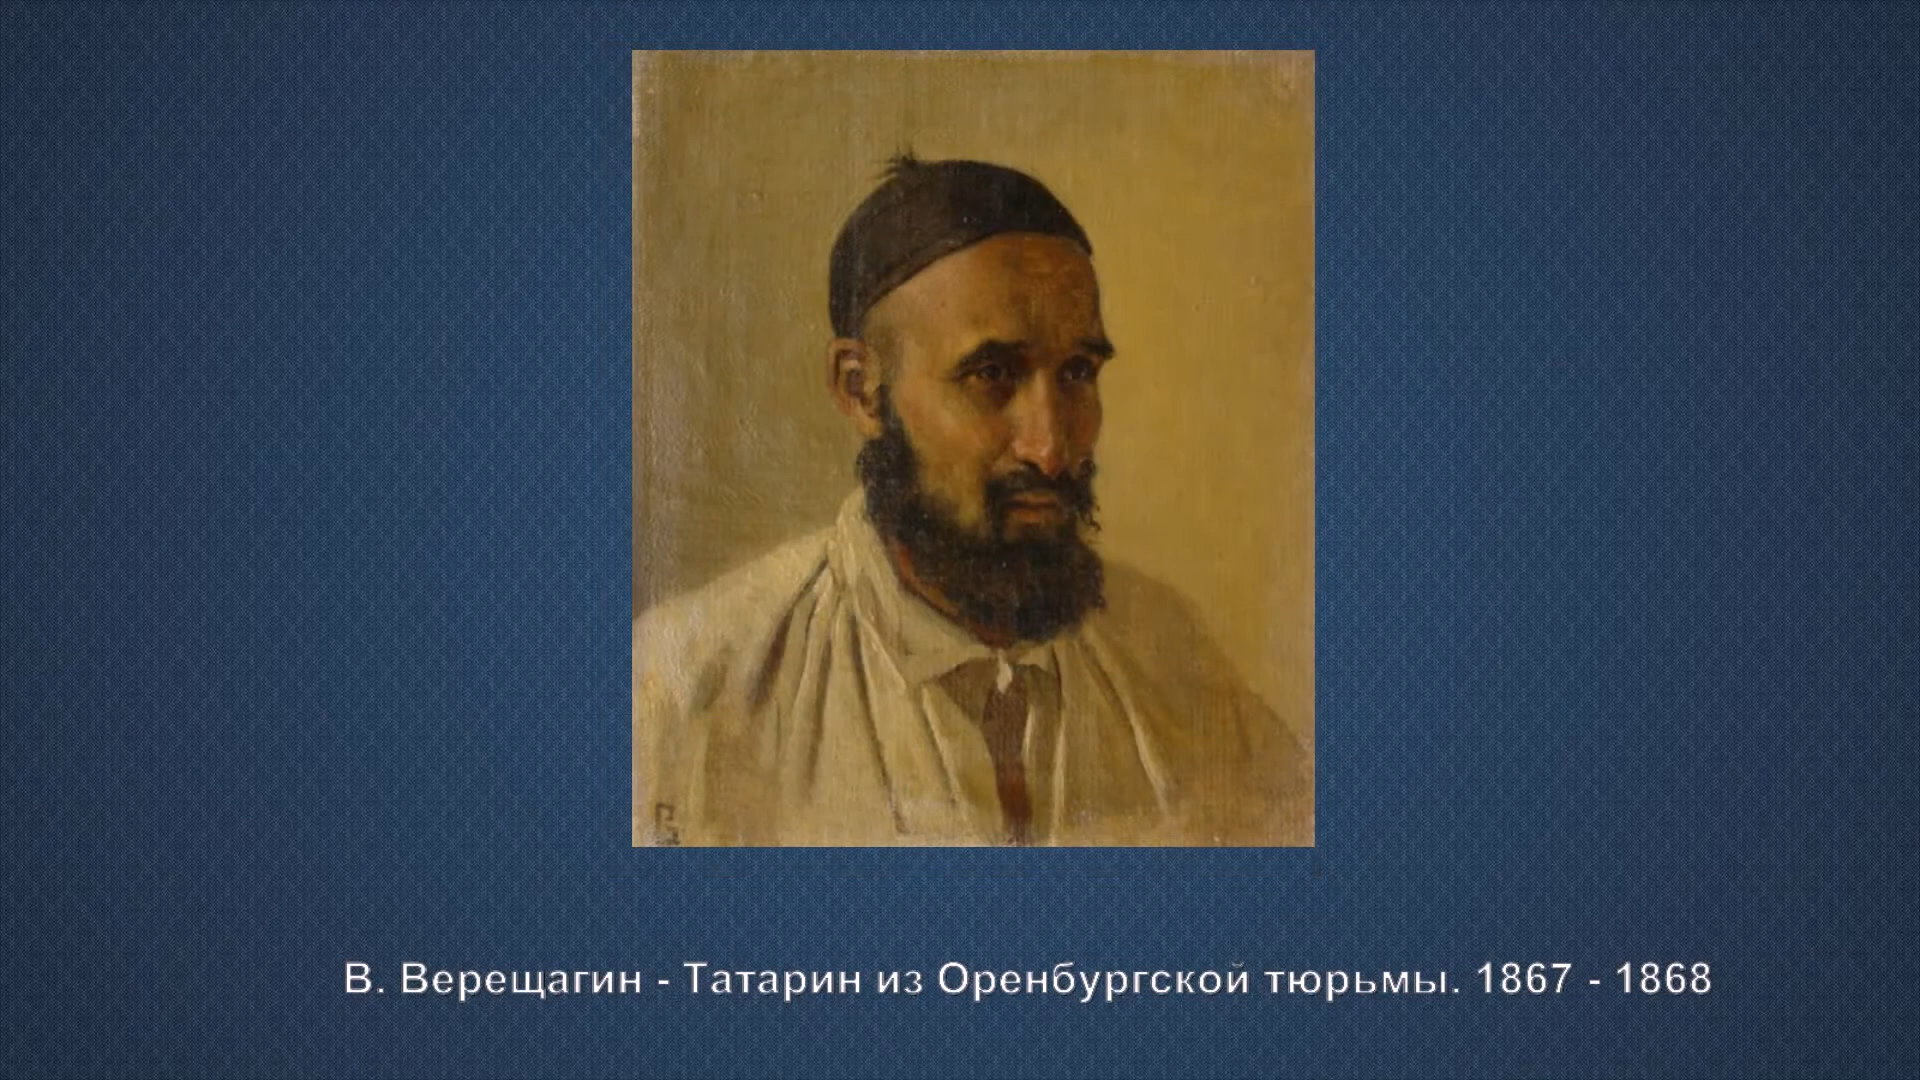 В. Верещагин - Татарин из Оренбургской тюрьмы. 1867 - 1868